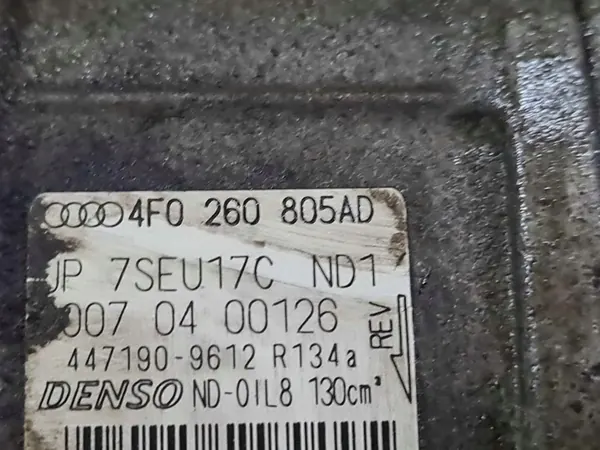 4F0 260 805AD
JP 7SEU17C ND1
007 04 00126
REV
447190-9612 R134a
DENSO ND-OIL8 130cm³